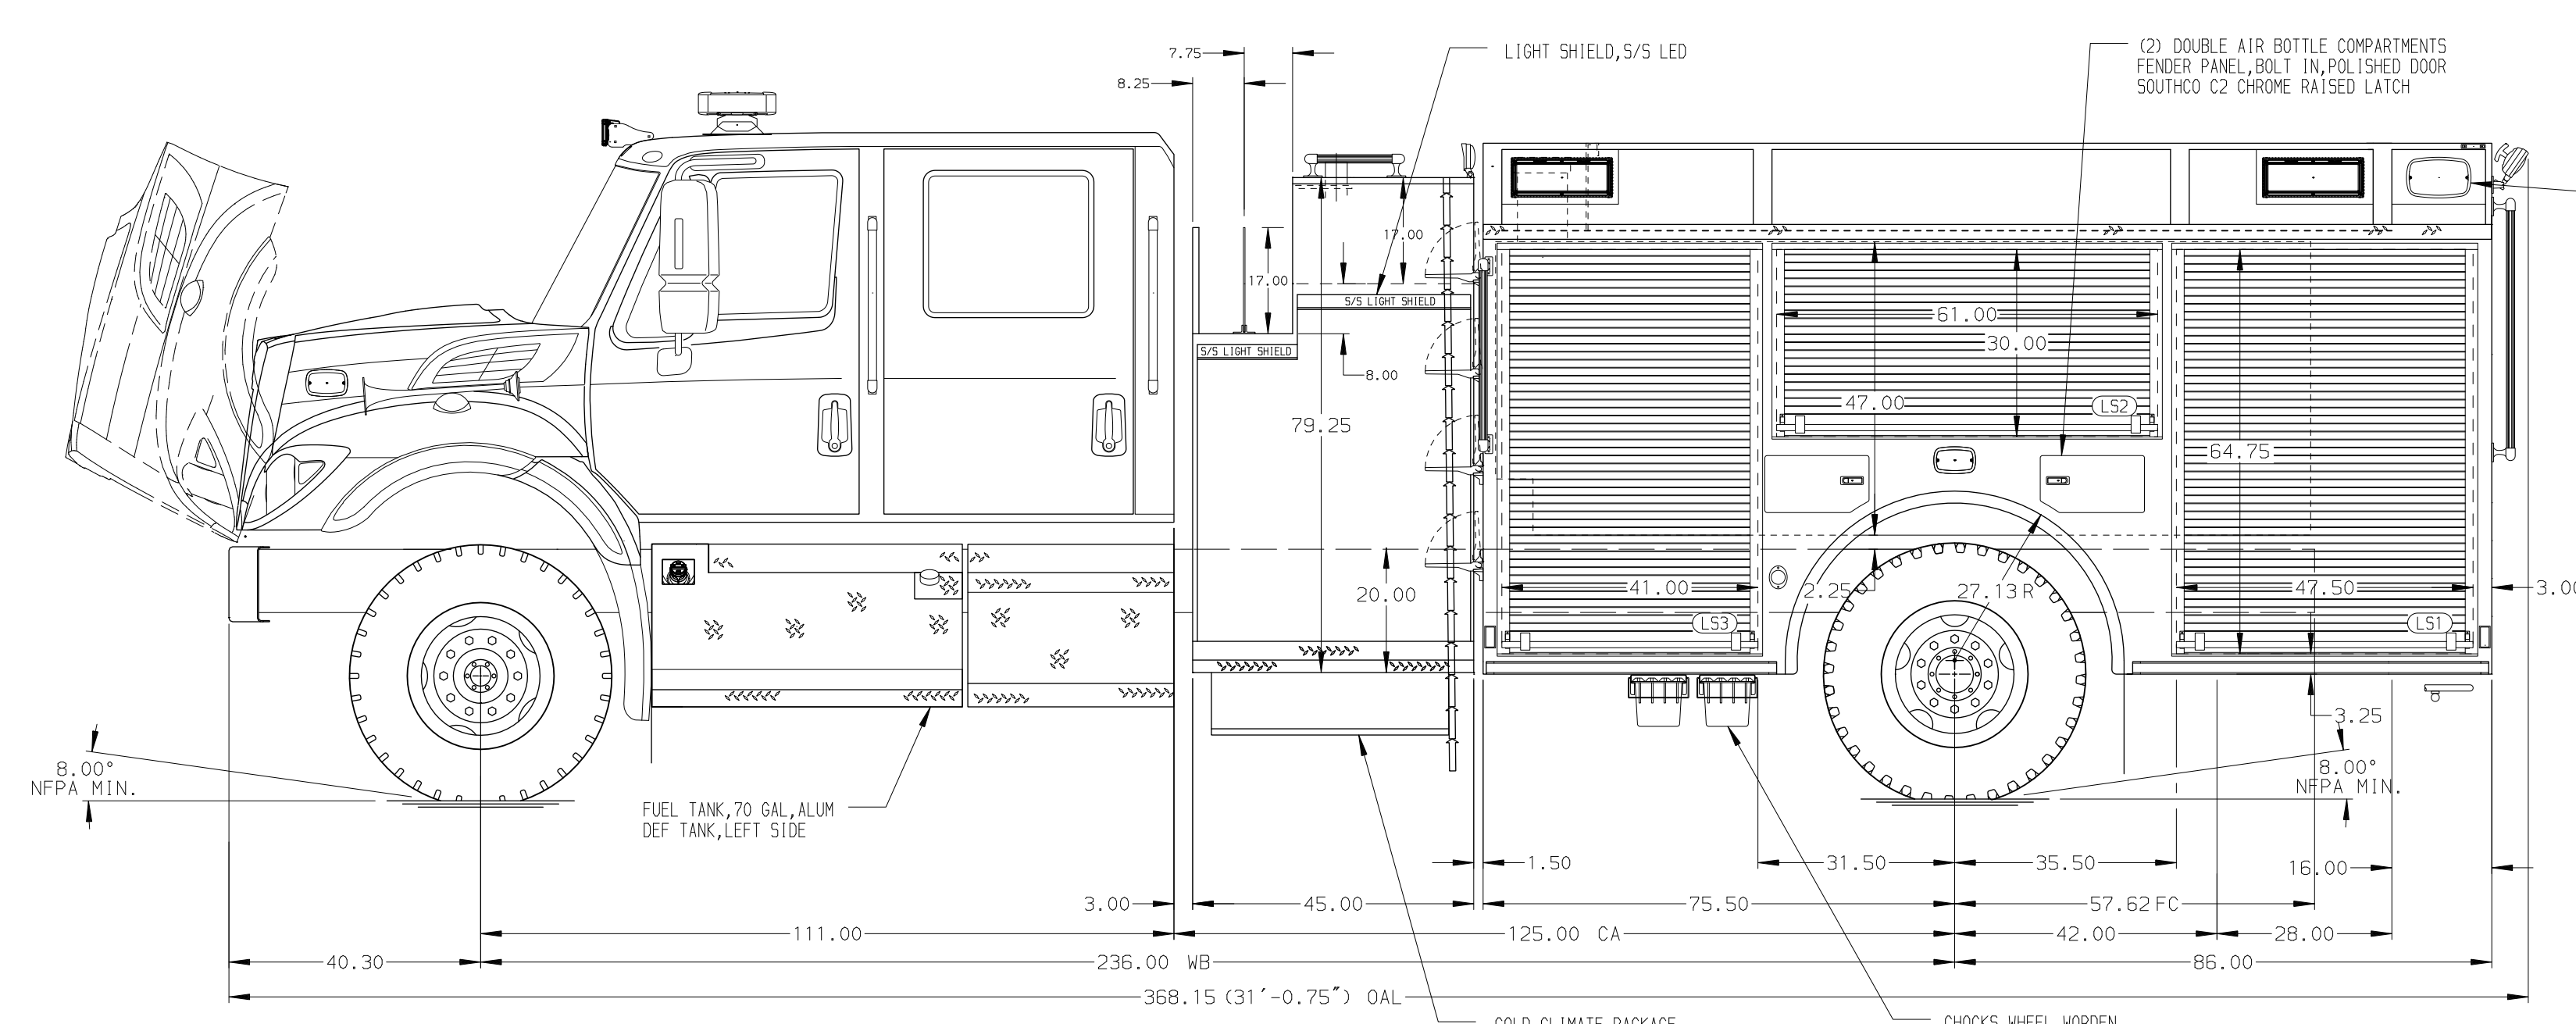 7.75
LIGHT SHIELD,S/S LED
(2) DOUBLE AIR BOTTLE COMPARTMENTS
FENDER PANEL,BOLT IN,POLISHED DOOR
SOUTHCO C2 CHROME RAISED LATCH
8.25
17.00
17.00
S/S LIGHT SHIELD
61.00
30.00
S/S LIGHT SHIELD
8.00
47.00
LS2
79.25
64.75
20.00
41.00
2.25
27.13 R
47.50
3.00
LS3
LS1
3.25
8.00°
NFPA MIN.
8.00°
NFPA MIN.
FUEL TANK,70 GAL,ALUM
DEF TANK,LEFT SIDE
1.50
31.50
35.50
16.00
3.00
45.00
75.50
57.62 FC
111.00
125.00 CA
42.00
28.00
40.30
236.00 WB
86.00
368.15 (31'-0.75") OAL
COLD CLIMATE PACKAGE
CHOCKS,WHEEL,WORDEN